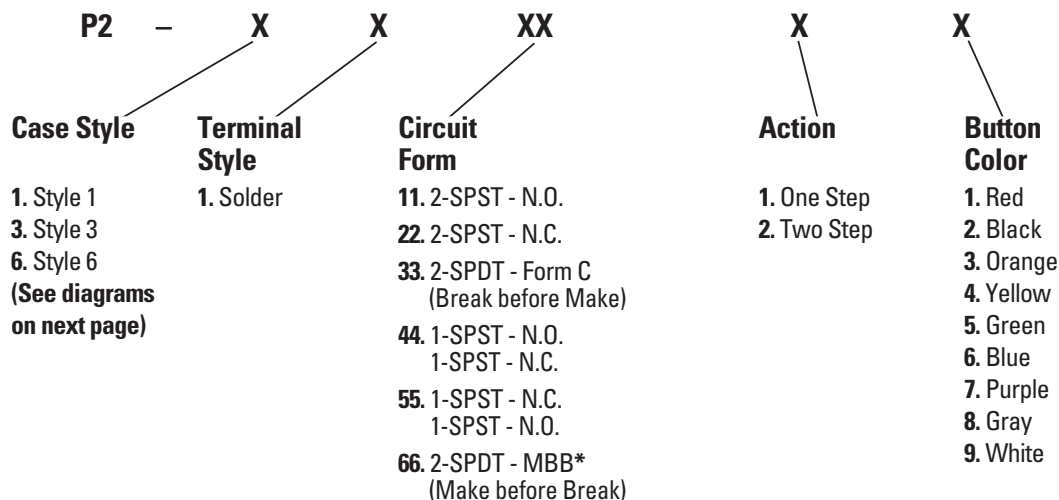 P2 – X X XX X X
Case Style
1. Style 1
3. Style 3
6. Style 6
(See diagrams
on next page)
Terminal
Style
1. Solder
Circuit
Form
11. 2-SPST - N.O.
22. 2-SPST - N.C.
33. 2-SPDT - Form C
(Break before Make)
44. 1-SPST - N.O.
1-SPST - N.C.
55. 1-SPST - N.C.
1-SPST - N.O.
66. 2-SPDT - MBB*
(Make before Break)
Action
1. One Step
2. Two Step
Button
Color
1. Red
2. Black
3. Orange
4. Yellow
5. Green
6. Blue
7. Purple
8. Gray
9. White